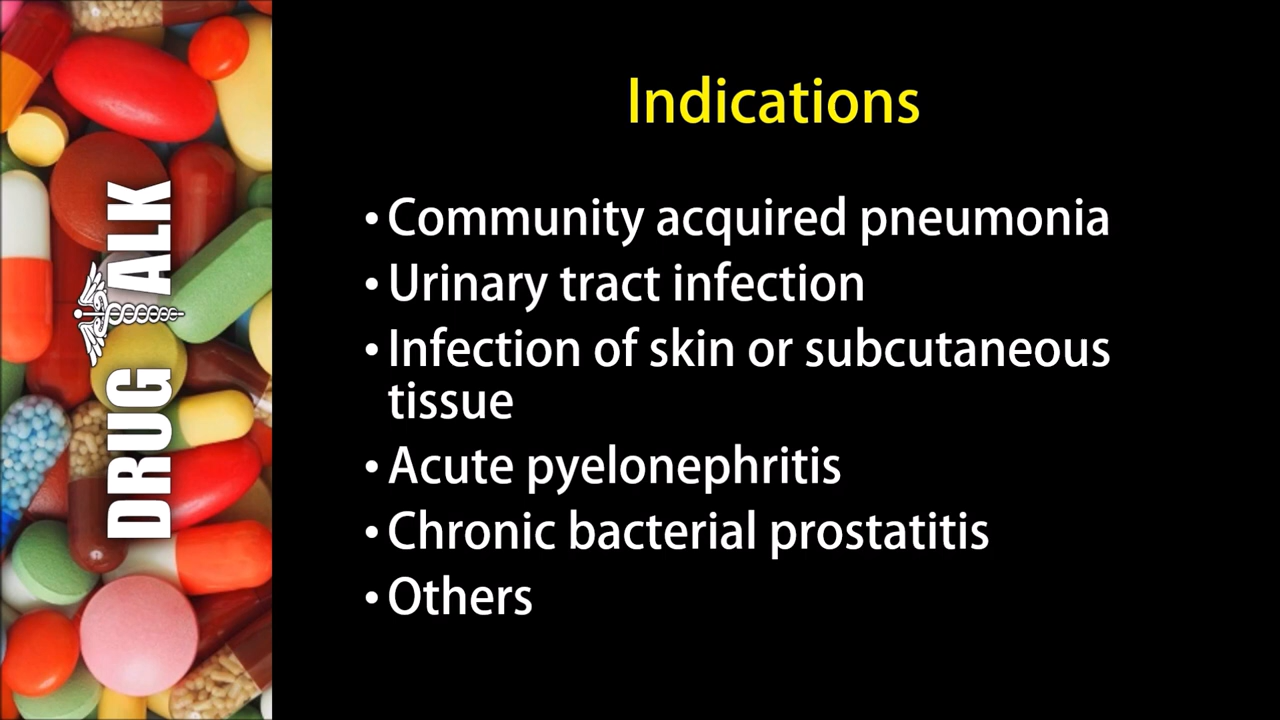 DRUG ALK
Indications
• Community acquired pneumonia
• Urinary tract infection
• Infection of skin or subcutaneous
tissue
• Acute pyelonephritis
• Chronic bacterial prostatitis
• Others